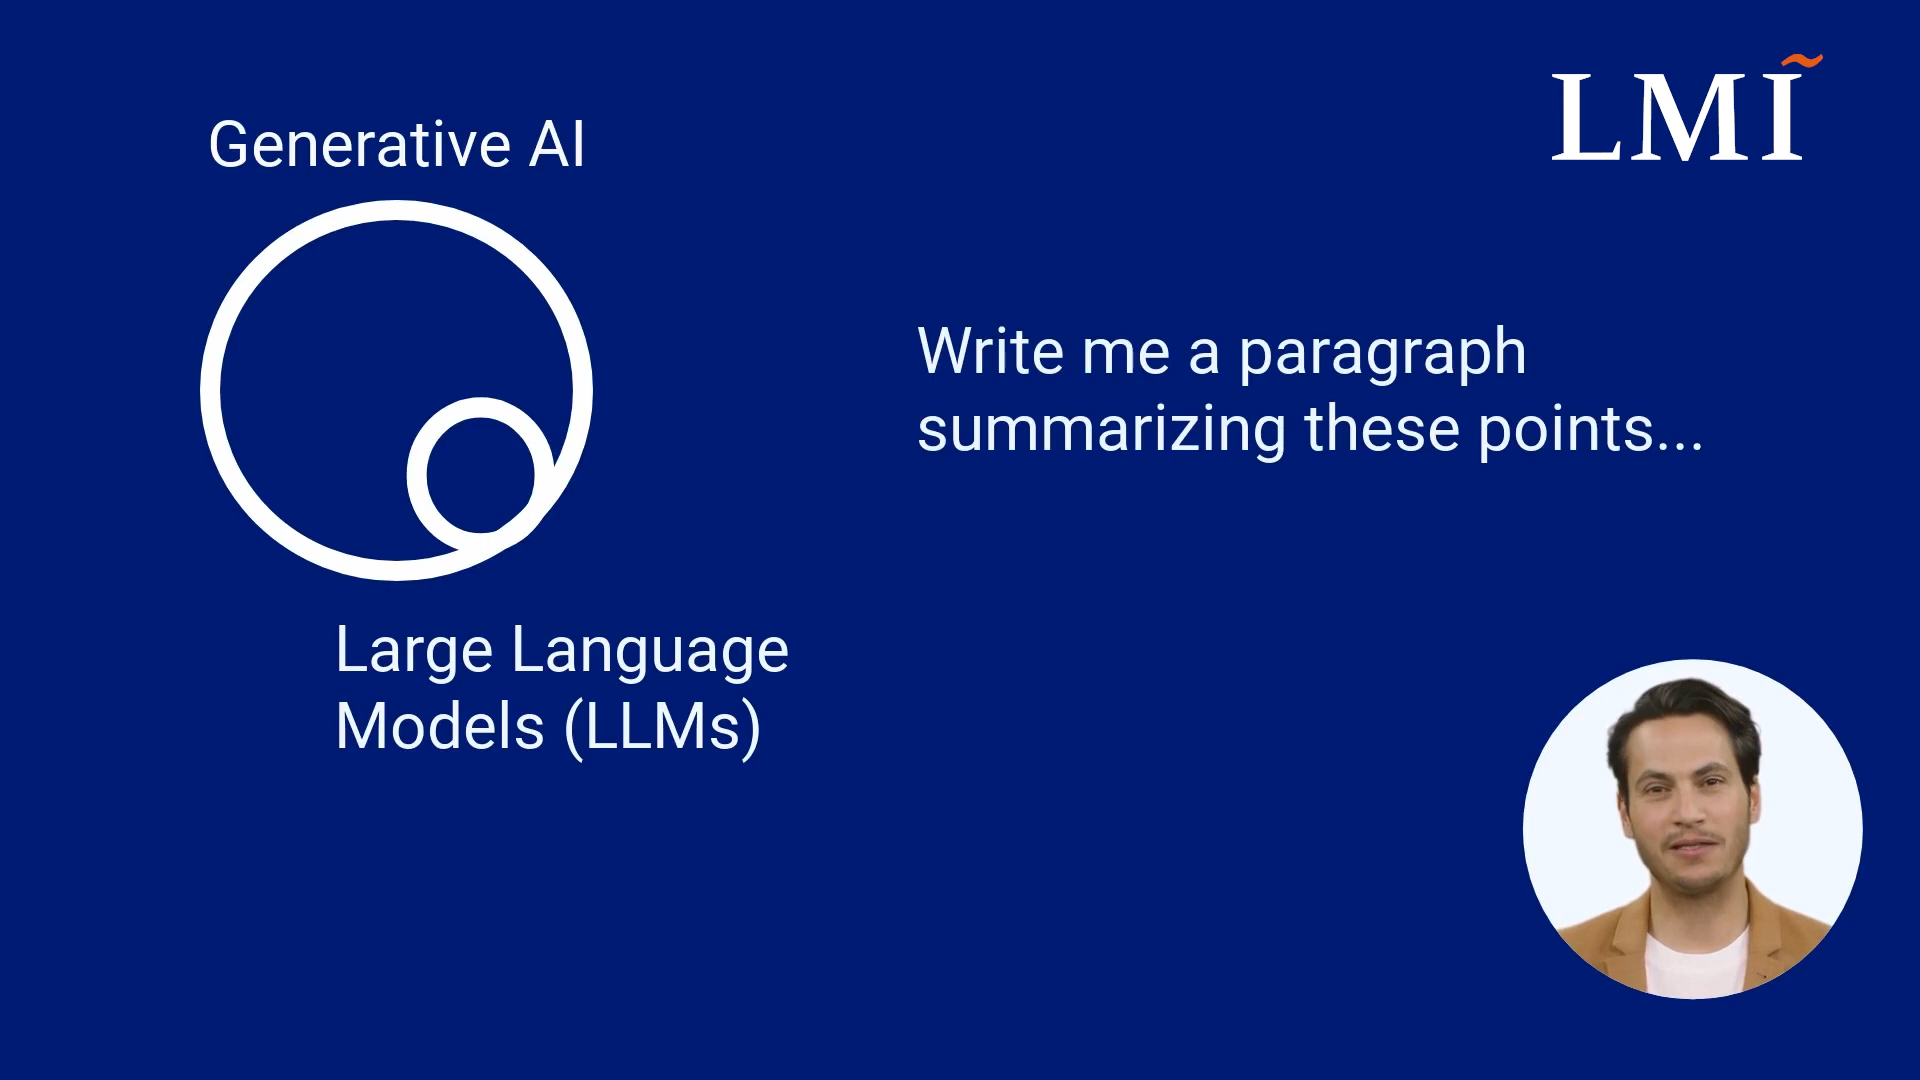 Generative AI
LMI
Write me a paragraph
summarizing these points...
Large Language
Models (LLMs)